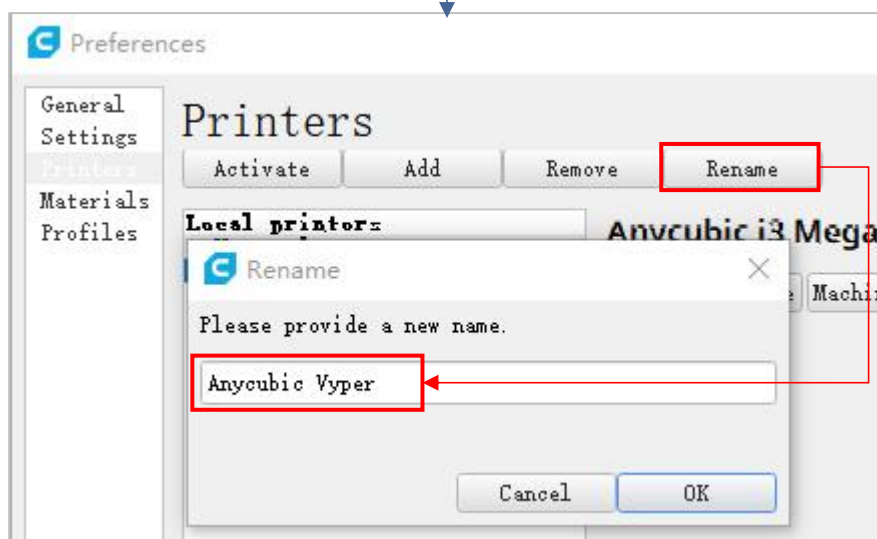 Preferences
General
Settings
Printers
Materials
Profiles
Printers
Activate Add Remove Rename
Local printers
Anycubic i3 Mega
Rename
Please provide a new name.
Anycubic Vyper
Cancel OK